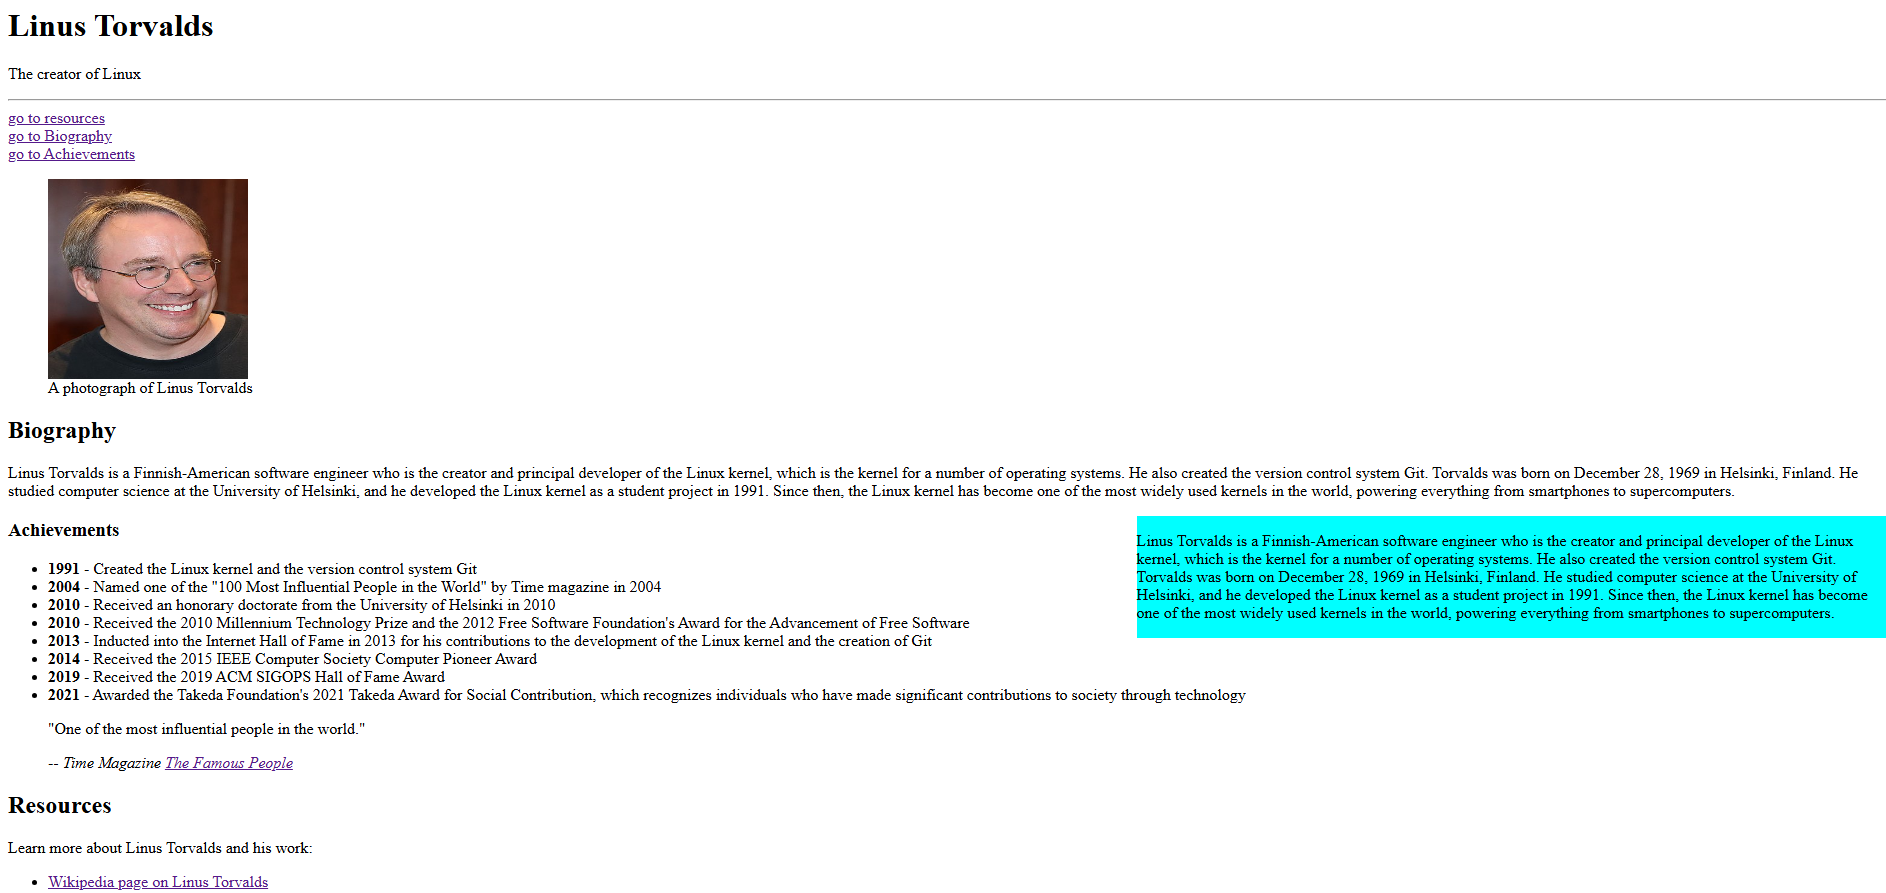 Linus Torvalds
The creator of Linux
go to resources
go to Biography
go to Achievements
A photograph of Linus Torvalds
Biography
Linus Torvalds is a Finnish-American software engineer who is the creator and principal developer of the Linux kernel, which is the kernel for a number of operating systems. He also created the version control system Git. Torvalds was born on December 28, 1969 in Helsinki, Finland. He
studied computer science at the University of Helsinki, and he developed the Linux kernel as a student project in 1991. Since then, the Linux kernel has become one of the most widely used kernels in the world, powering everything from smartphones to supercomputers.
Achievements
• 1991 - Created the Linux kernel and the version control system Git
• 2004 - Named one of the "100 Most Influential People in the World" by Time magazine in 2004
• 2010 - Received an honorary doctorate from the University of Helsinki in 2010
• 2010 - Received the 2010 Millennium Technology Prize and the 2012 Free Software Foundation's Award for the Advancement of Free Software
• 2013 - Inducted into the Internet Hall of Fame in 2013 for his contributions to the development of the Linux kernel and the creation of Git
• 2014 - Received the 2015 IEEE Computer Society Computer Pioneer Award
• 2019 - Received the 2019 ACM SIGOPS Hall of Fame Award
• 2021 - Awarded the Takeda Foundation's 2021 Takeda Award for Social Contribution, which recognizes individuals who have made significant contributions to society through technology
Linus Torvalds is a Finnish-American software engineer who is the creator and principal developer of the Linux
kernel, which is the kernel for a number of operating systems. He also created the version control system Git.
Torvalds was born on December 28, 1969 in Helsinki, Finland. He studied computer science at the University of
Helsinki, and he developed the Linux kernel as a student project in 1991. Since then, the Linux kernel has become
one of the most widely used kernels in the world, powering everything from smartphones to supercomputers.
"One of the most influential people in the world."
-- Time Magazine The Famous People
Resources
Learn more about Linus Torvalds and his work:
• Wikipedia page on Linus Torvalds